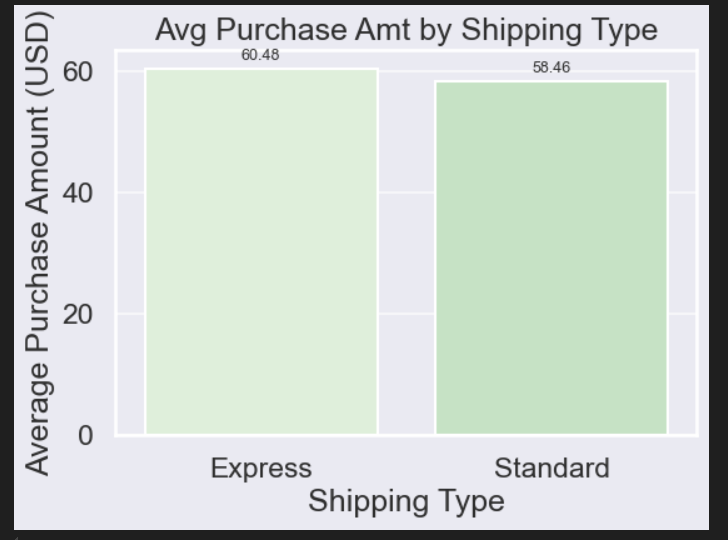 Avg Purchase Amt by Shipping Type
Average Purchase Amount (USD)
60
40
20
0
60.48
58.46
Express
Standard
Shipping Type